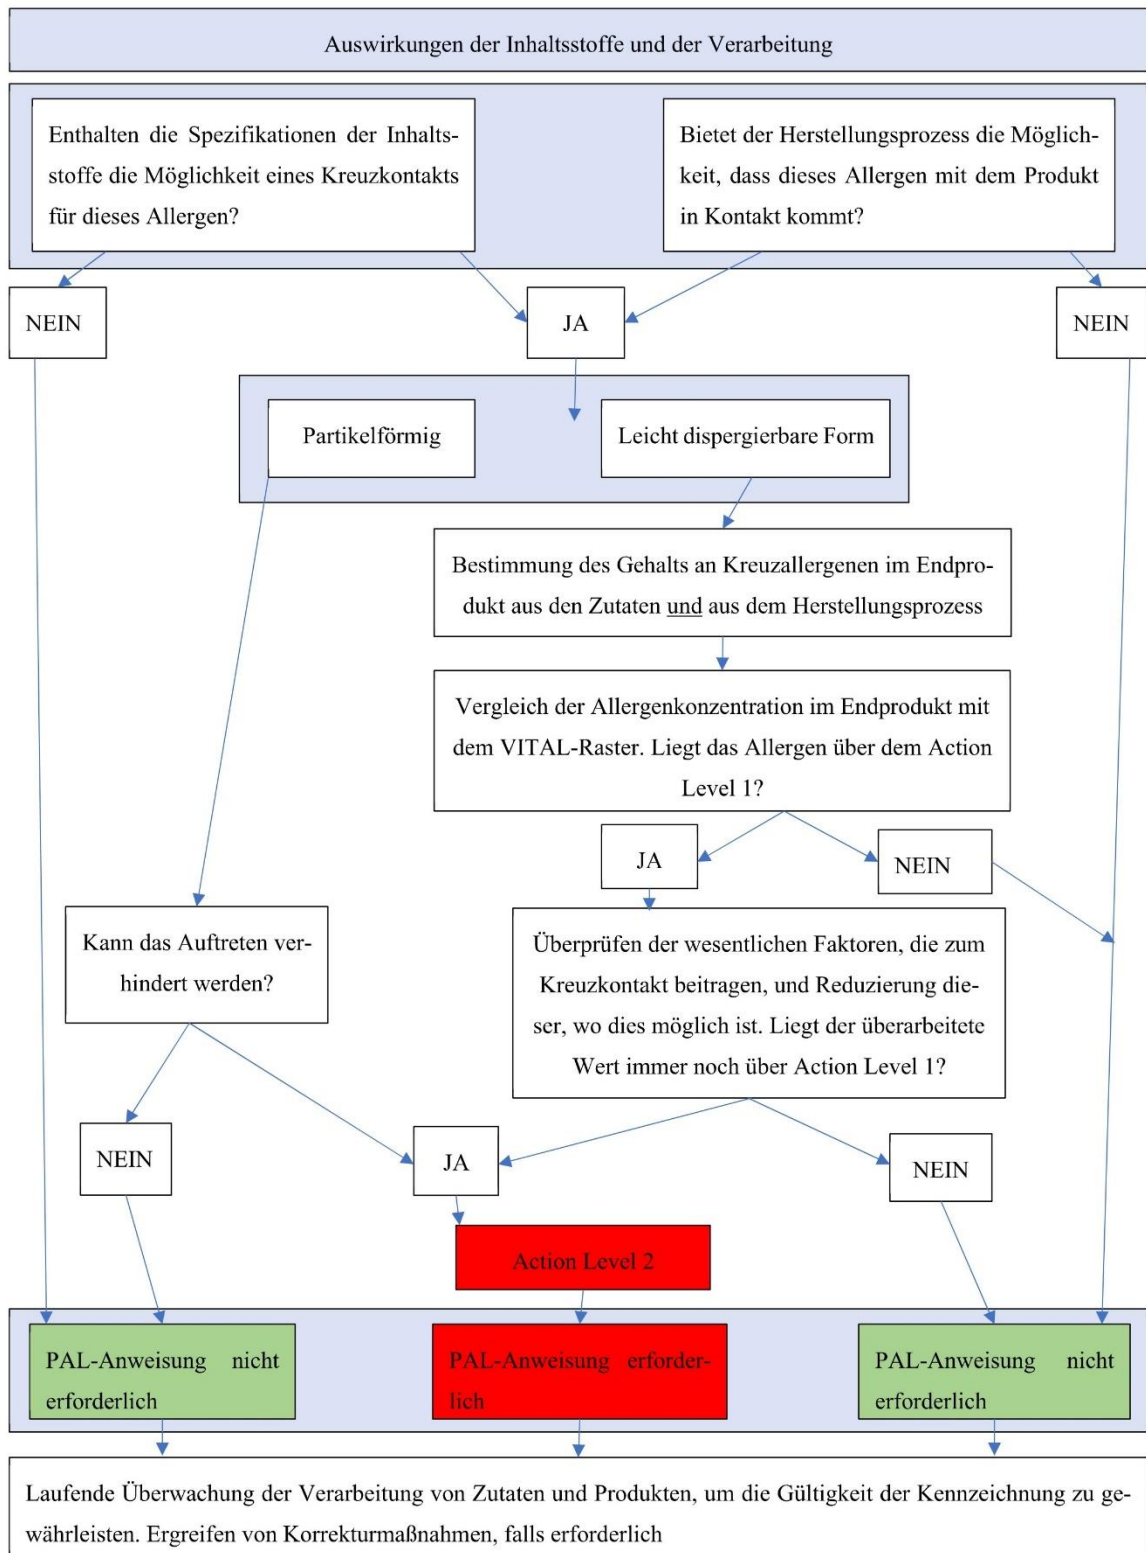 Auswirkungen der Inhaltsstoffe und der Verarbeitung
Enthalten die Spezifikationen der Inhalts-
stoffe die Möglichkeit eines Kreuzkontakts
für dieses Allergen?
Bietet der Herstellungsprozess die Möglich-
keit, dass dieses Allergen mit dem Produkt
in Kontakt kommt?
NEIN
JA
NEIN
Partikelförmig
Leicht dispergierbare Form
Bestimmung des Gehalts an Kreuzallergenen im Endpro-
dukt aus den Zutaten und aus dem Herstellungsprozess
Vergleich der Allergenkonzentration im Endprodukt mit
dem VITAL-Raster. Liegt das Allergen über dem Action
Level 1?
JA
NEIN
Kann das Auftreten ver-
hindert werden?
Überprüfen der wesentlichen Faktoren, die zum
Kreuzkontakt beitragen, und Reduzierung die-
ser, wo dies möglich ist. Liegt der überarbeitete
Wert immer noch über Action Level 1?
NEIN
JA
NEIN
Action Level 2
PAL-Anweisung nicht
erforderlich
PAL-Anweisung erforder-
lich
PAL-Anweisung nicht
erforderlich
Laufende Überwachung der Verarbeitung von Zutaten und Produkten, um die Gültigkeit der Kennzeichnung zu ge-
währleisten. Ergreifen von Korrekturmaßnahmen, falls erforderlich